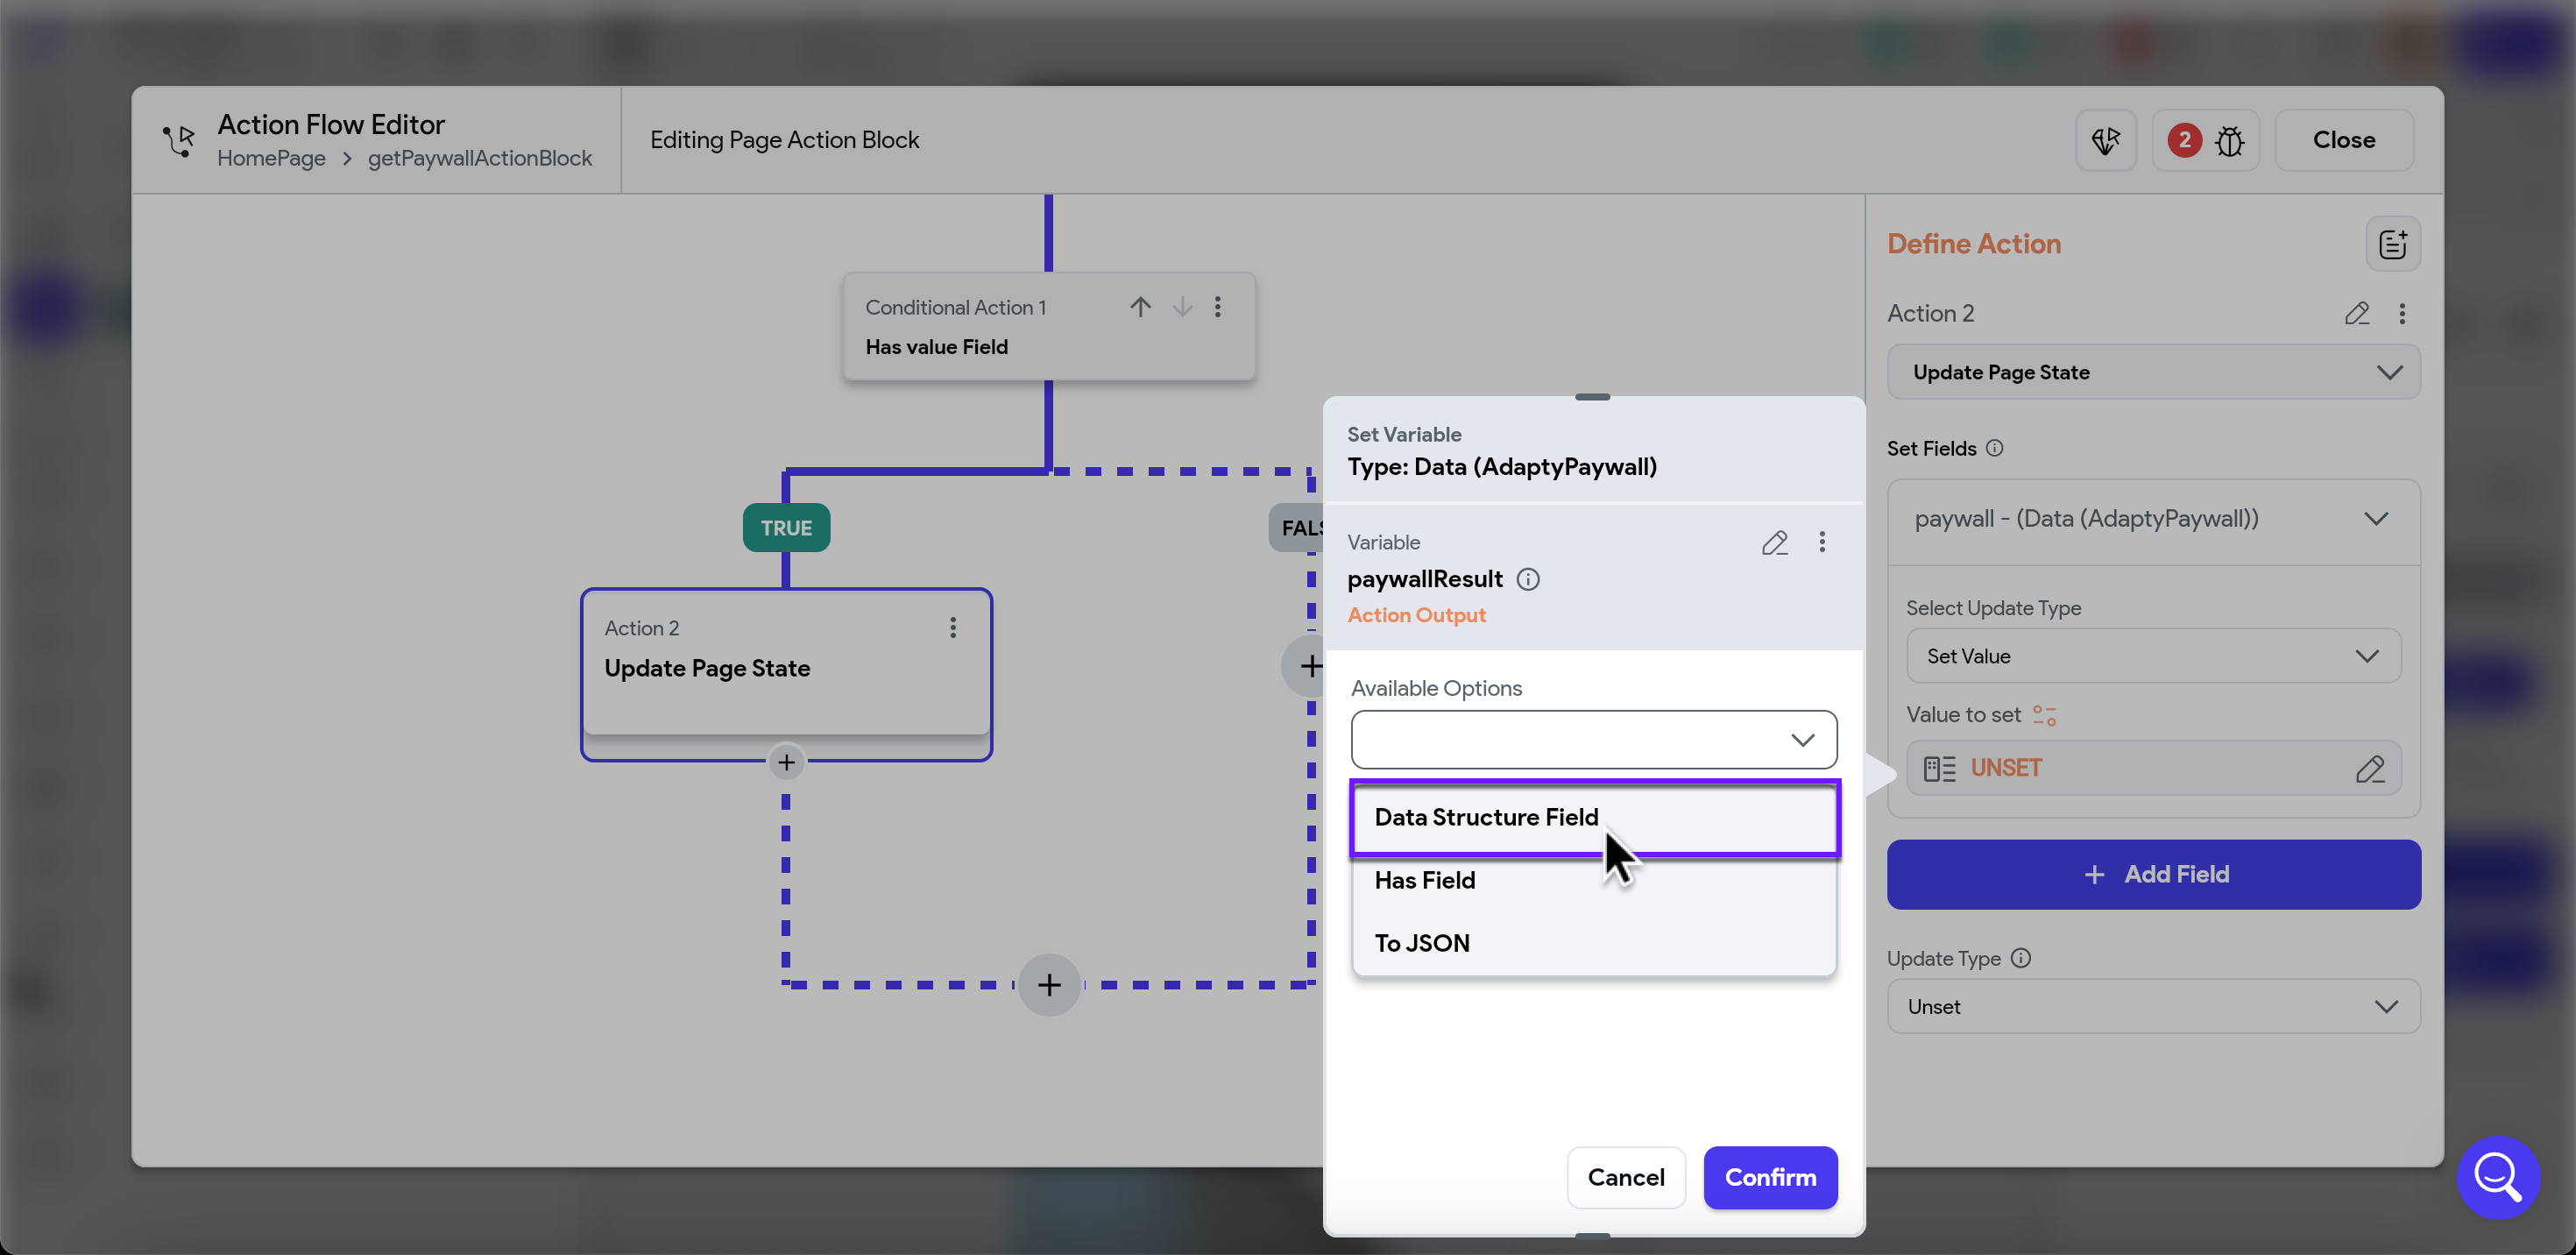 Action Flow Editor
HomePage > getPaywallActionBlock
Editing Page Action Block
2
Close
Conditional Action 1
Has value Field
TRUE
FALS
Action 2
Update Page State
Set Variable
Type: Data (AdaptyPaywall)
Variable
paywallResult
Action Output
Available Options
Data Structure Field
Has Field
To JSON
Cancel
Confirm
Define Action
Action 2
Update Page State
Set Fields
paywall - (Data (AdaptyPaywall))
Select Update Type
Set Value
Value to set
UNSET
+ Add Field
Update Type
Unset